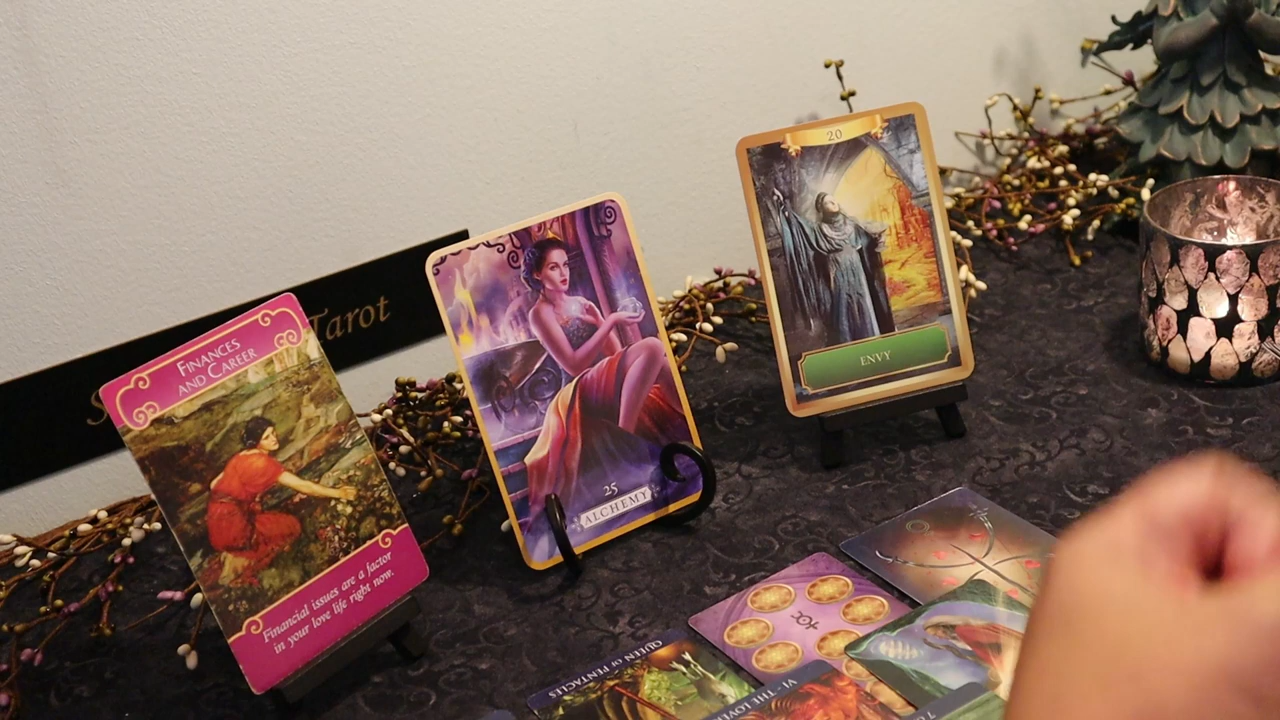 Tarot
FINANCES
AND CAREER
Financial issues are a factor
in your love life right now.
25
ALCHEMY
20
ENVY
QUEEN OF PENTACLES
VI - THE